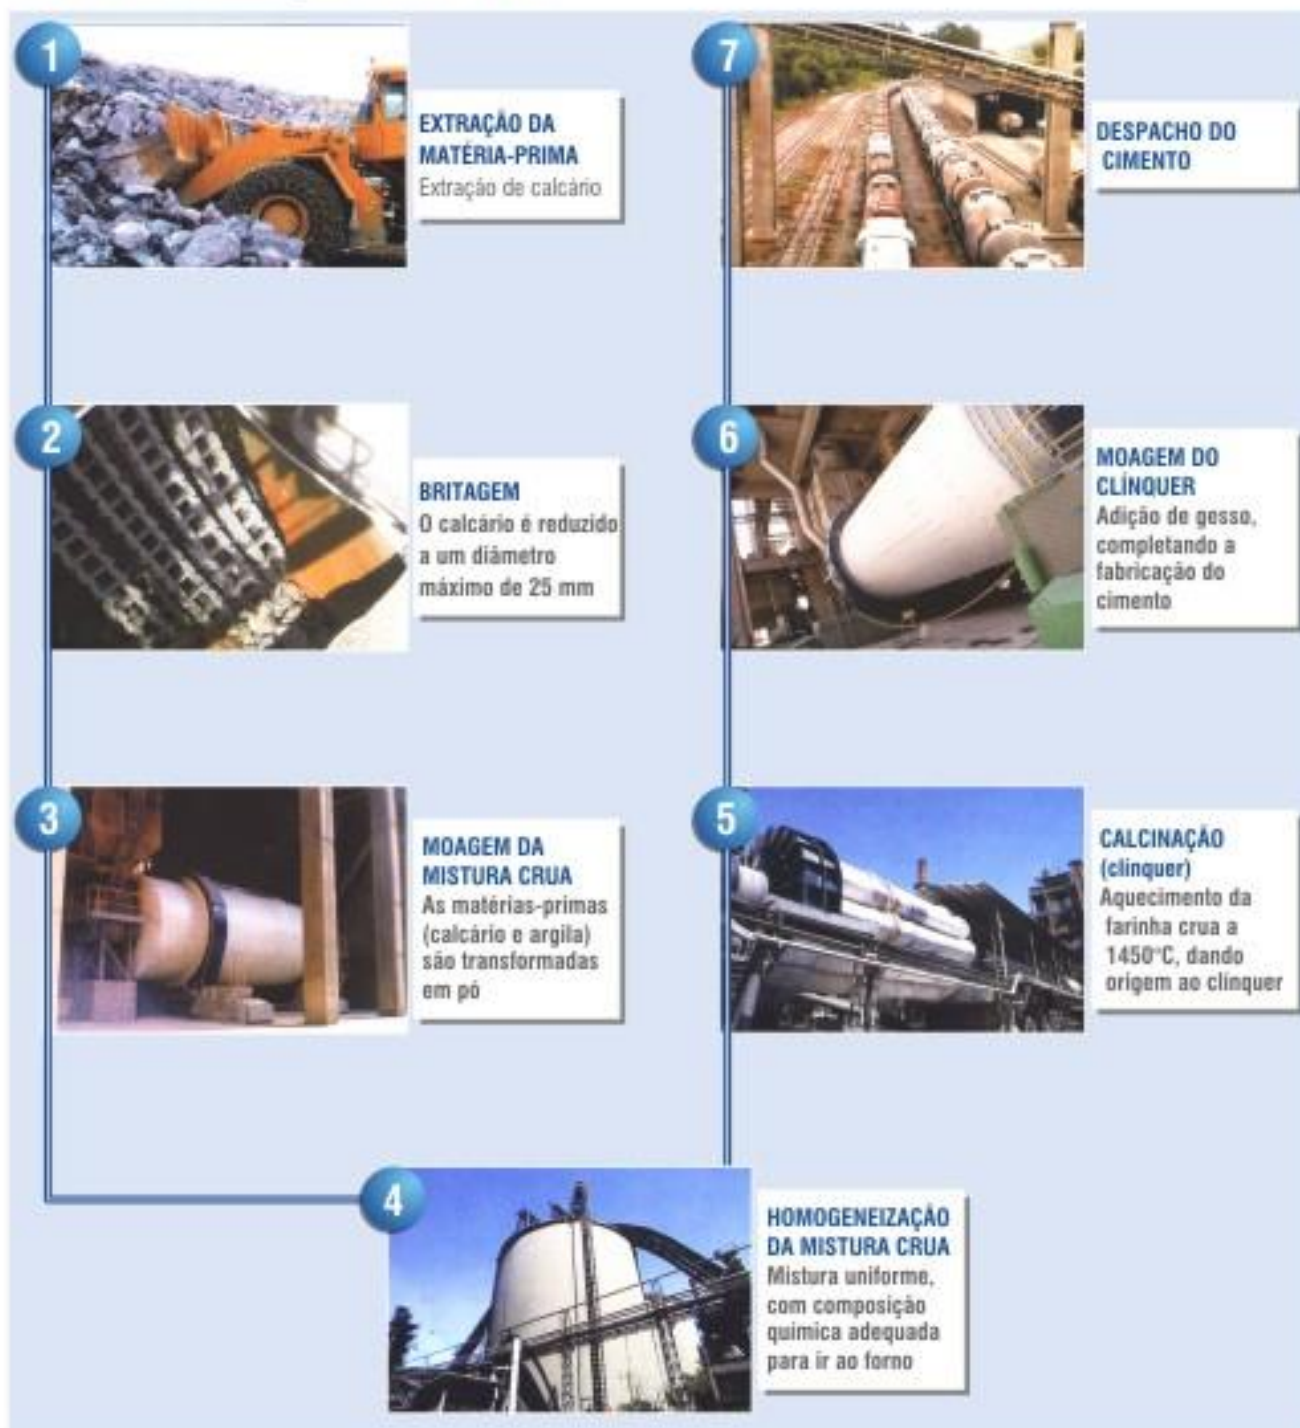 1
CAT
EXTRAÇÃO DA
MATÉRIA-PRIMA
Extração de calcário
2
BRITAGEM
O calcário é reduzido
a um diâmetro
máximo de 25 mm
3
MOAGEM DA
MISTURA CRUA
As matérias-primas
(calcário e argila)
são transformadas
em pó
4
HOMOGENEIZAÇÃO
DA MISTURA CRUA
Mistura uniforme,
com composição
química adequada
para ir ao forno
5
CALCINAÇÃO
(clínquer)
Aquecimento da
farinha crua a
1450°C, dando
origem ao clínquer
6
MOAGEM DO
CLÍNQUER
Adição de gesso,
completando a
fabricação do
cimento
7
DESPACHO DO
CIMENTO